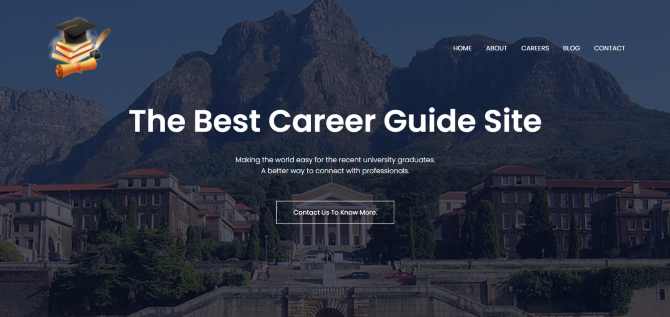 HOME ABOUT CAREERS BLOG CONTACT
The Best Career Guide Site
Making the world easy for the recent university graduates.
A better way to connect with professionals.
Contact Us To Know More.